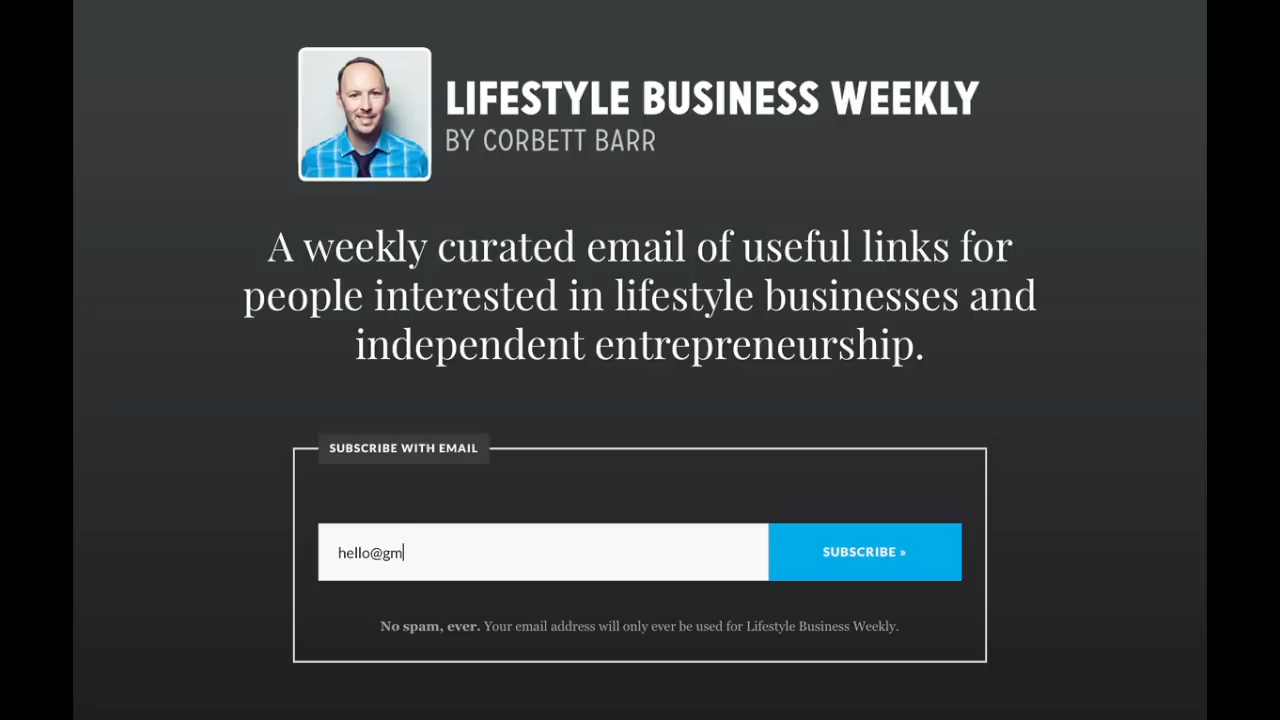 LIFESTYLE BUSINESS WEEKLY
BY CORBETT BARR
A weekly curated email of useful links for
people interested in lifestyle businesses and
independent entrepreneurship.
SUBSCRIBE WITH EMAIL
hello@gm
SUBSCRIBE »
No spam, ever. Your email address will only ever be used for Lifestyle Business Weekly.